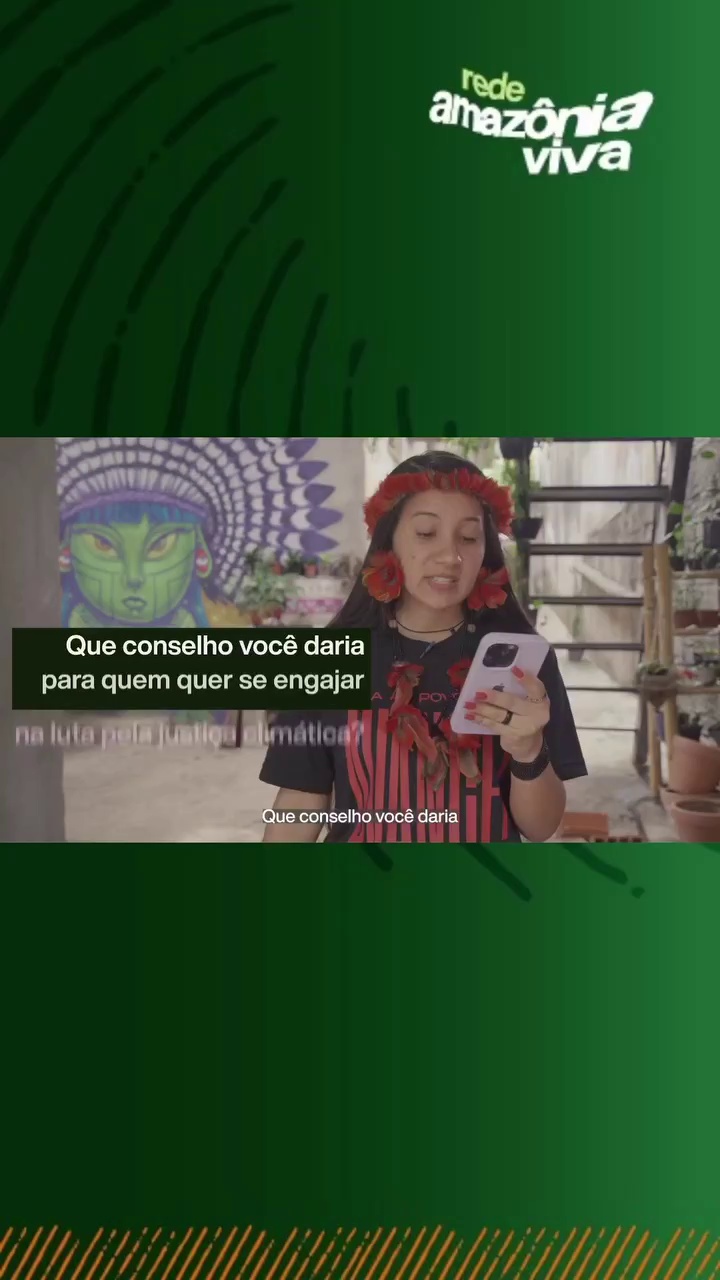 rede
amazônia
viva
Que conselho você daria
para quem quer se engajar
na luta pela justiça climática?
Que conselho você daria